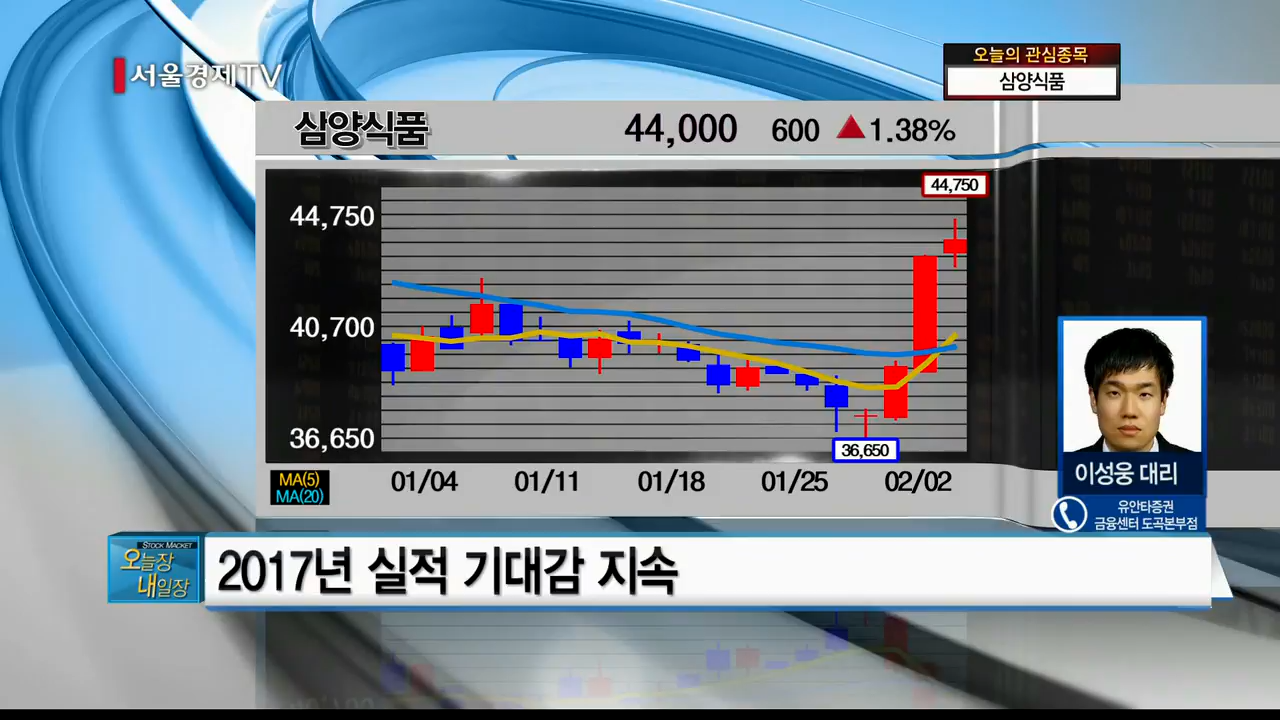 서울경제TV
오늘의 관심종목
삼양식품
삼양식품 44,000 600 ▲1.38%
44,750
44,750
40,700
36,650
36,650
MA(5)
MA(20)
01/04 01/11 01/18 01/25 02/02
이성웅 대리
유안타증권
금융센터 도곡본부점
STOCK MACKET
오늘장
내일장
2017년 실적 기대감 지속